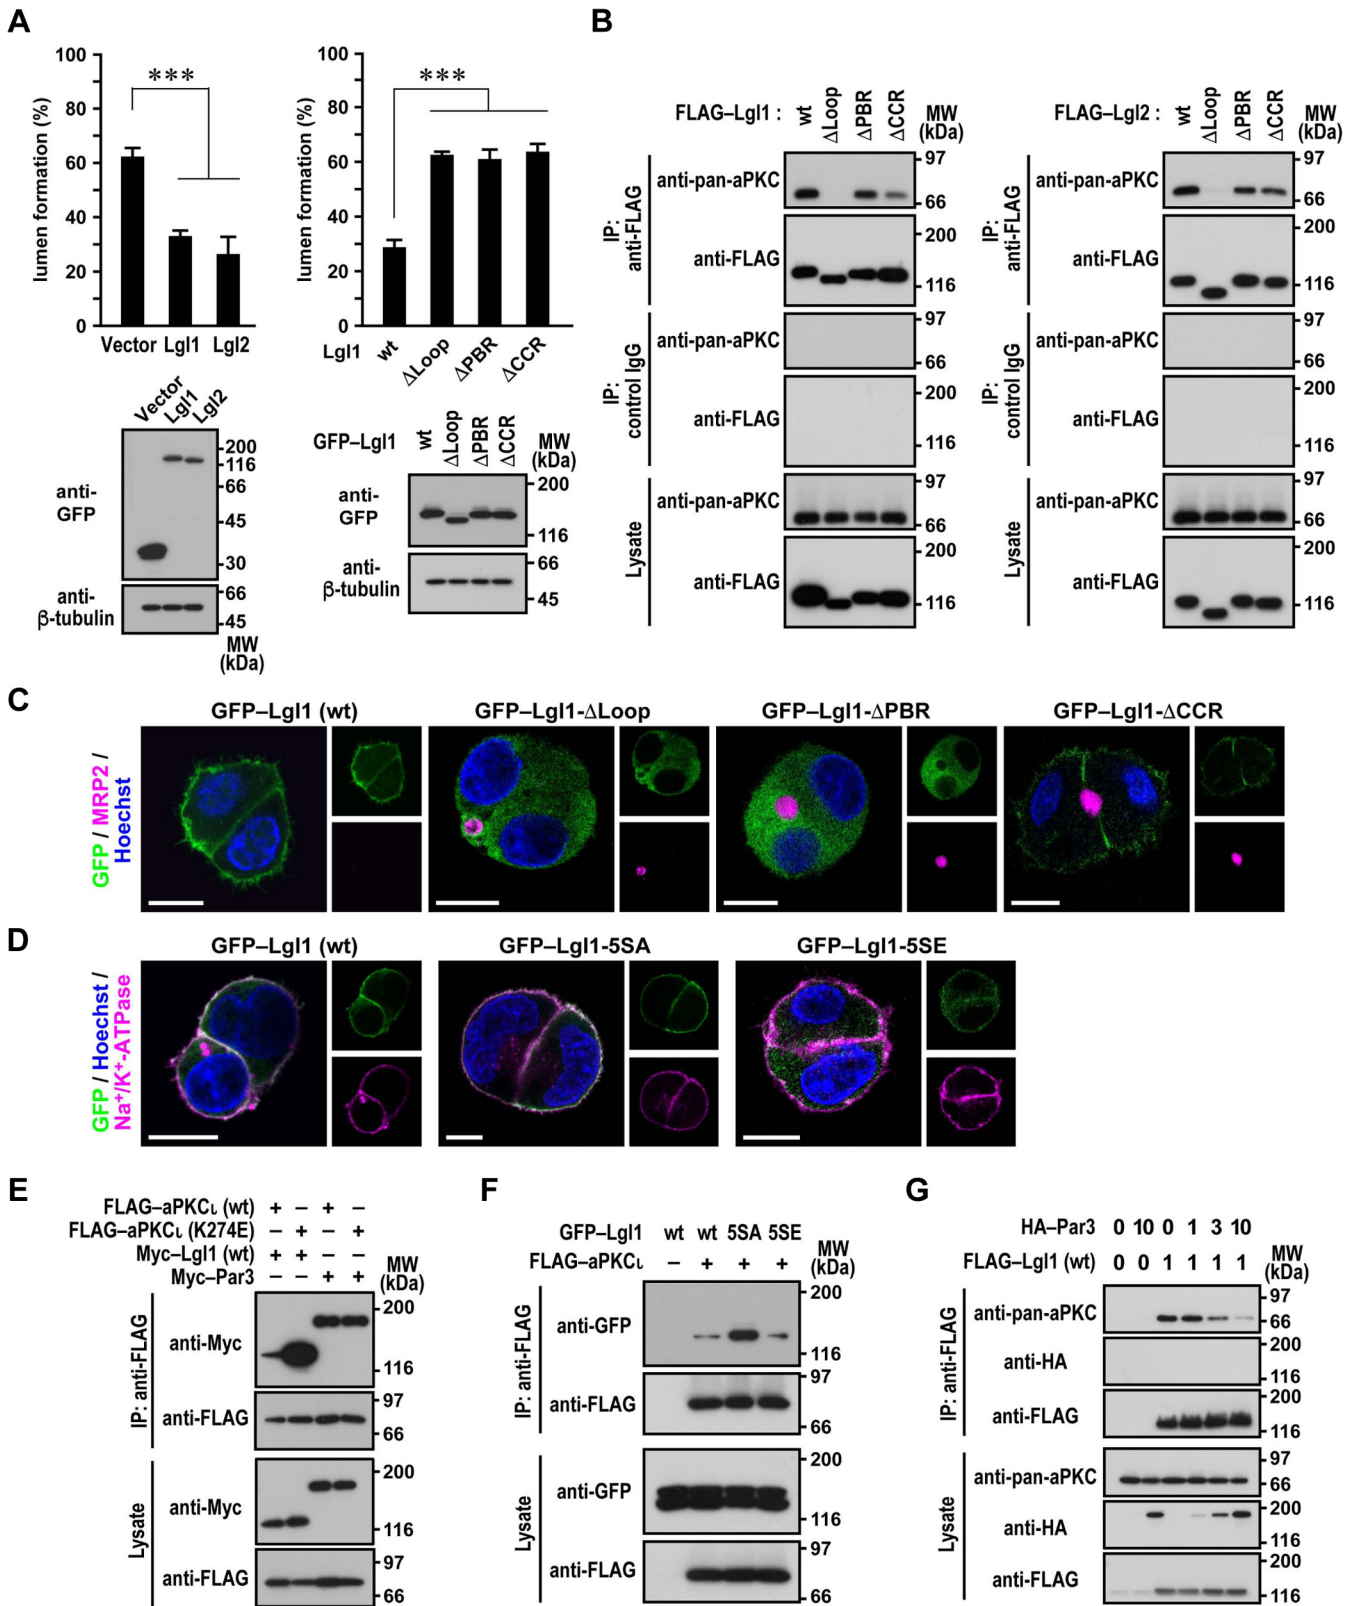 A
lumen formation (%)
100
80
60
40
20
0
***
Vector Lgl1 Lgl2
lumen formation (%)
100
80
60
40
20
0
***
Lgl1 wt ΔLoop ΔPBR ΔCCR
Vector Lgl1 Lgl2
anti-
GFP
200
116
66
45
30
anti-
β-tubulin
66
45
MW
(kDa)
GFP–Lgl1 wt ΔLoop ΔPBR ΔCCR MW
(kDa)
anti-
GFP
200
116
anti-
β-tubulin
66
45
B
FLAG–Lgl1 : wt ΔLoop ΔPBR ΔCCR MW
(kDa)
IP:
anti-FLAG
anti-pan-aPKC
97
66
anti-FLAG
200
116
IP:
control IgG
anti-pan-aPKC
97
66
anti-FLAG
200
116
Lysate
anti-pan-aPKC
97
66
anti-FLAG
200
116
FLAG–Lgl2 : wt ΔLoop ΔPBR ΔCCR MW
(kDa)
IP:
anti-FLAG
anti-pan-aPKC
97
66
anti-FLAG
200
116
IP:
control IgG
anti-pan-aPKC
97
66
anti-FLAG
200
116
Lysate
anti-pan-aPKC
97
66
anti-FLAG
200
116
C
GFP / MRP2 /
Hoechst
GFP–Lgl1 (wt)
GFP–Lgl1-ΔLoop
GFP–Lgl1-ΔPBR
GFP–Lgl1-ΔCCR
D
GFP / Hoechst /
Na⁺/K⁺-ATPase
GFP–Lgl1 (wt)
GFP–Lgl1-5SA
GFP–Lgl1-5SE
E
FLAG–aPKCι (wt) + – + –
FLAG–aPKCι (K274E) – + – +
Myc–Lgl1 (wt) + + – –
Myc–Par3 – – + +
MW
(kDa)
IP: anti-FLAG
anti-Myc
200
116
anti-FLAG
97
66
Lysate
anti-Myc
200
116
anti-FLAG
97
66
F
GFP–Lgl1 wt wt 5SA 5SE
FLAG–aPKCι – + + +
MW
(kDa)
IP: anti-FLAG
anti-GFP
200
116
anti-FLAG
97
66
Lysate
anti-GFP
200
116
anti-FLAG
97
66
G
HA–Par3 0 10 0 1 3 10
FLAG–Lgl1 (wt) 0 0 1 1 1 1
MW
(kDa)
IP: anti-FLAG
anti-pan-aPKC
97
66
anti-HA
200
116
anti-FLAG
200
116
Lysate
anti-pan-aPKC
97
66
anti-HA
200
116
anti-FLAG
200
116